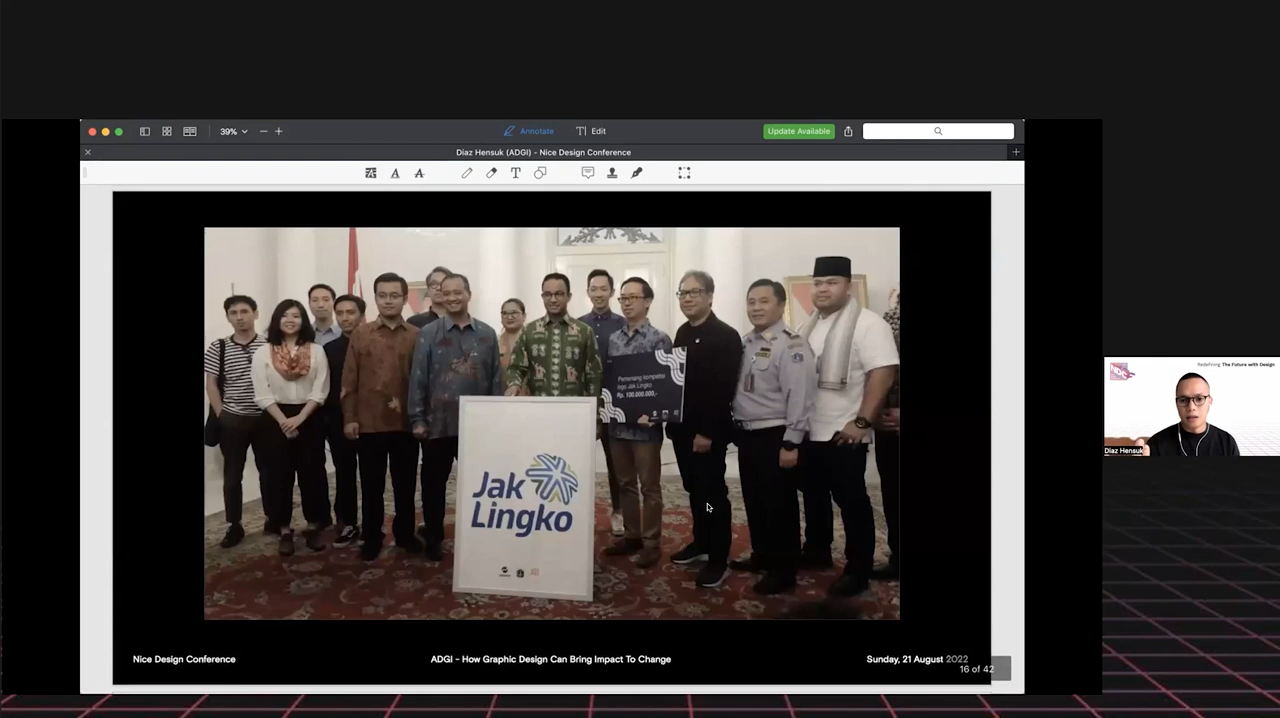 39%
Annotate
Edit
Update Available
Diaz Hensuk (ADGI) - Nice Design Conference
Pemenang kompetisi
logo Jak Lingko
Rp. 100.000.000,-
Jak
Lingko
Nice Design Conference
ADGI - How Graphic Design Can Bring Impact To Change
Sunday, 21 August 2022
16 of 42
NDC
Redefining The Future with Design
Diaz Hensuk